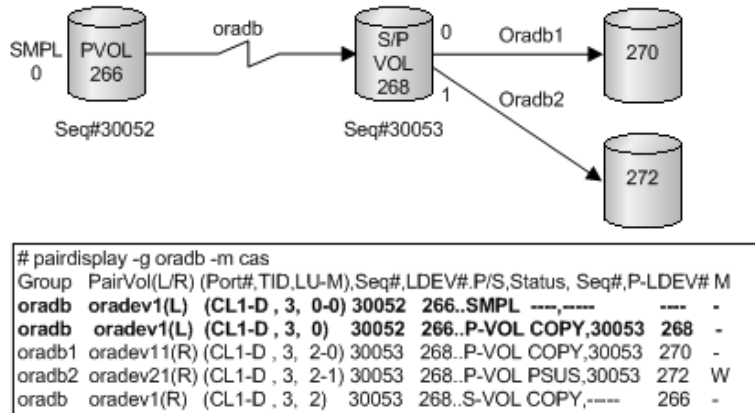 oradb
SMPL
0
PVOL
266
S/P
VOL
268
0
1
Oradb1
Oradb2
270
272
Seq#30052
Seq#30053
# pairdisplay -g oradb -m cas
Group PairVol(L/R) (Port#,TID,LU-M),Seq#,LDEV#.P/S,Status, Seq#,P-LDEV# M
oradb oradev1(L) (CL1-D , 3, 0-0) 30052 266..SMPL ----,----- ---- -
oradb oradev1(L) (CL1-D , 3, 0) 30052 266..P-VOL COPY,30053 268 -
oradb1 oradev11(R) (CL1-D , 3, 2-0) 30053 268..P-VOL COPY,30053 270 -
oradb2 oradev21(R) (CL1-D , 3, 2-1) 30053 268..P-VOL PSUS,30053 272 W
oradb oradev1(R) (CL1-D , 3, 2) 30053 268..S-VOL COPY,----- 266 -